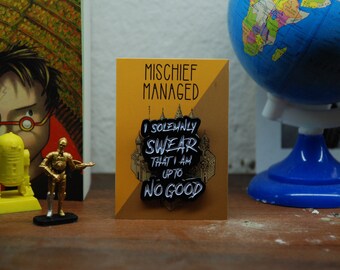 MISCHIEF
MANAGED
I SOLEMNLY
SWEAR
THAT I AM
UP TO
NO GOOD